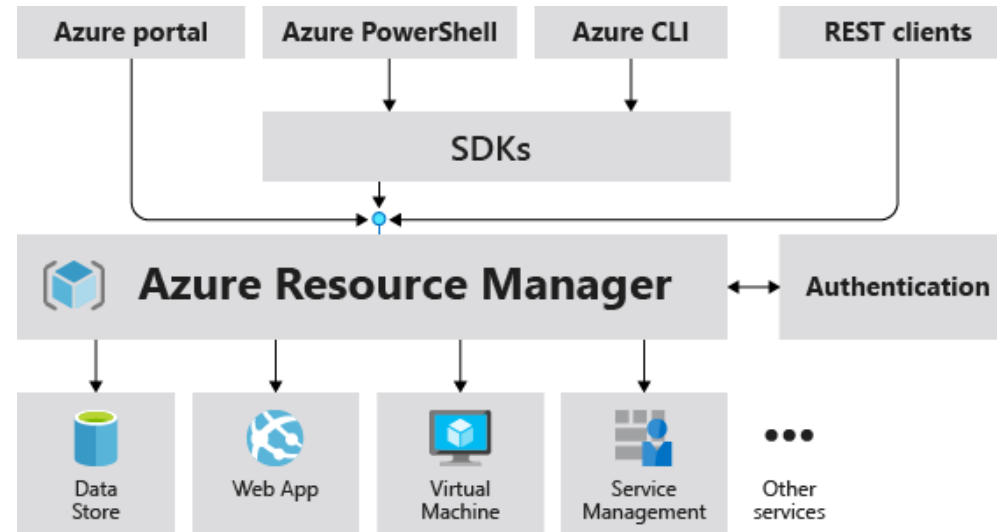 Azure portal
Azure PowerShell
Azure CLI
REST clients
SDKs
Azure Resource Manager
Authentication
Data
Store
Web App
Virtual
Machine
Service
Management
Other
services